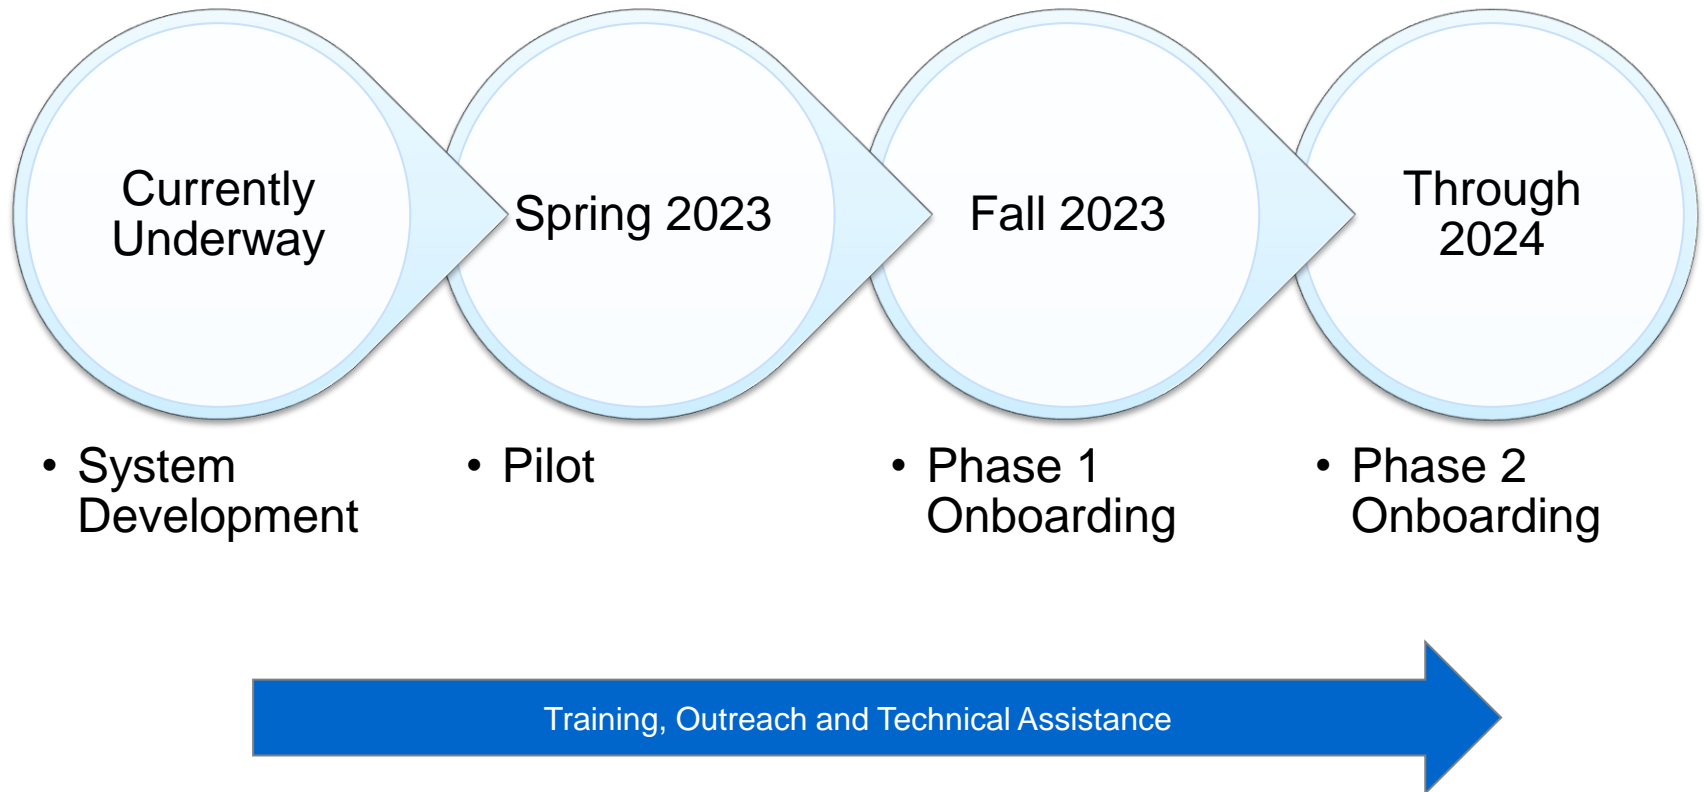 Currently
Underway
Spring 2023
Fall 2023
Through
2024
• System
Development
• Pilot
• Phase 1
Onboarding
• Phase 2
Onboarding
Training, Outreach and Technical Assistance